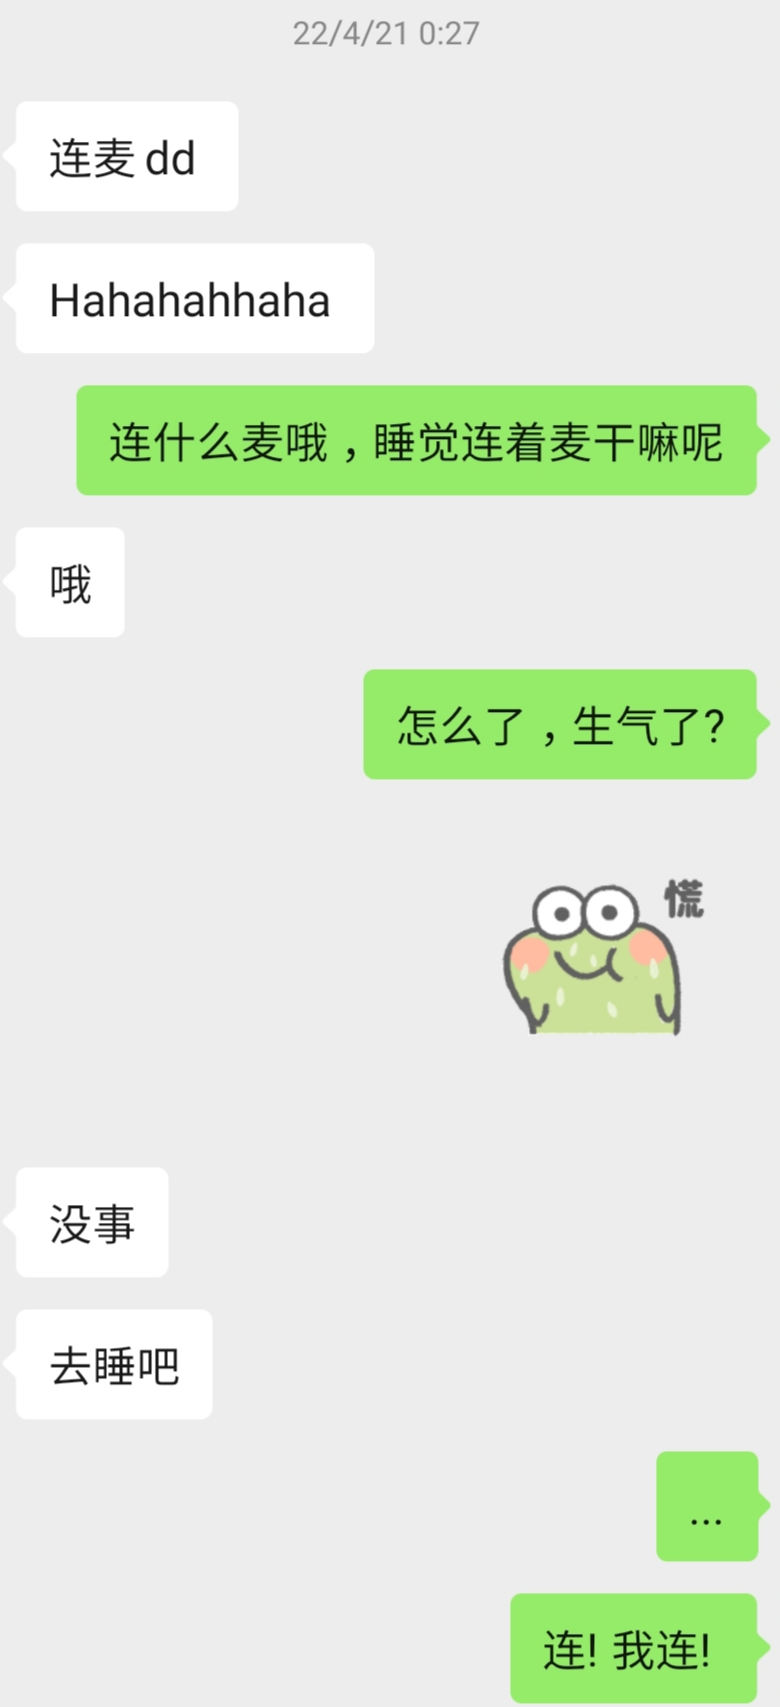 22/4/21 0:27
连麦 dd
Hahahahhaha
连什么麦哦，睡觉连着麦干嘛呢
哦
怎么了，生气了?
慌
没事
去睡吧
...
连! 我连!